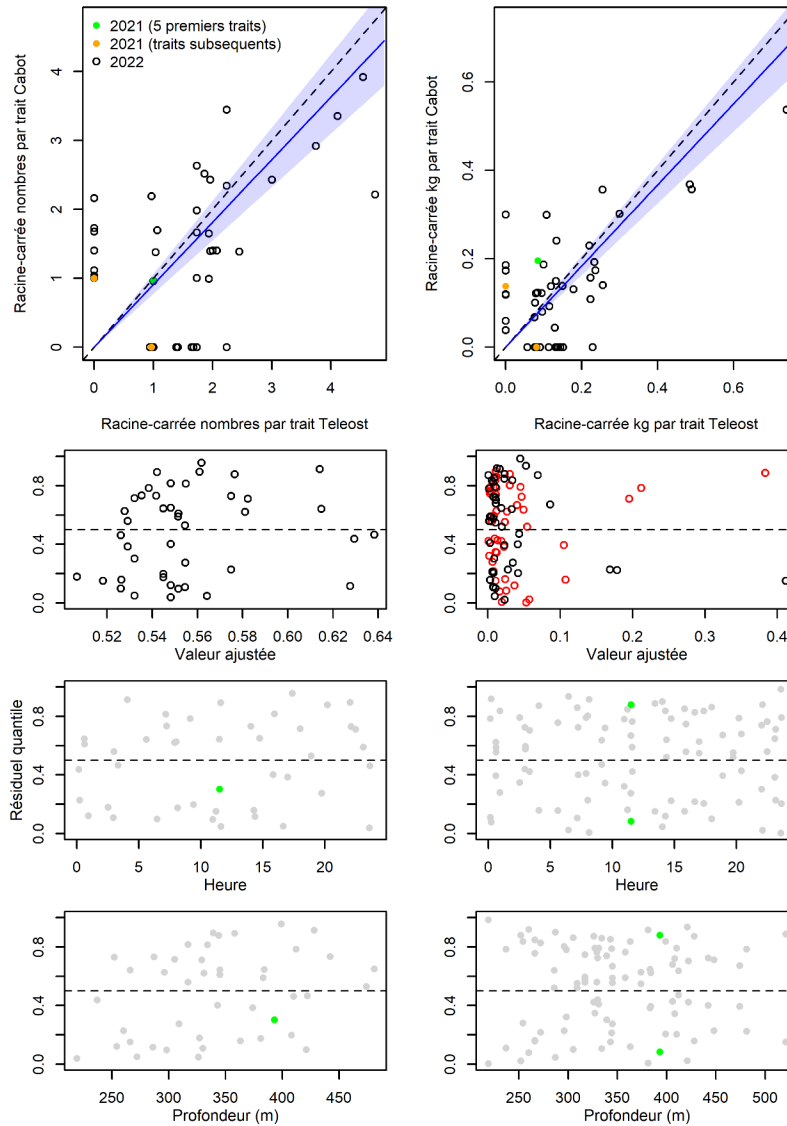 2021 (5 premiers traits)
2021 (traits subsequents)
2022
Racine-carrée nombres par trait Cabot
0 1 2 3 4
0 1 2 3 4
Racine-carrée nombres par trait Teleost
Racine-carrée kg par trait Cabot
0.0 0.2 0.4 0.6
0.0 0.2 0.4 0.6
Racine-carrée kg par trait Teleost
0.0 0.4 0.8
0.52 0.54 0.56 0.58 0.60 0.62 0.64
Valeur ajustée
0.0 0.4 0.8
0.0 0.1 0.2 0.3 0.4
Valeur ajustée
Résiduel quantile
0.0 0.4 0.8
0 5 10 15 20
Heure
0.0 0.4 0.8
0 5 10 15 20
Heure
0.0 0.4 0.8
250 300 350 400 450
Profondeur (m)
0.0 0.4 0.8
250 300 350 400 450 500
Profondeur (m)